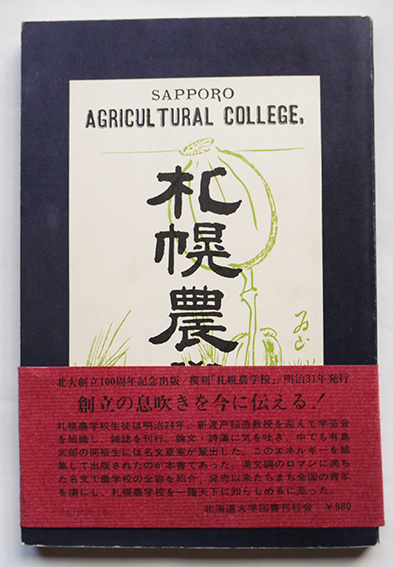 SAPPORO
AGRICULTURAL COLLEGE,
札幌農
北大創立100周年記念出版/復刻「札幌農学校」/明治31年発行
創立の息吹きを今に伝える！
札幌農学校生徒は明治24年、新渡戸稲造教授を迎えて学芸会
を組織し、雑誌を刊行。論文・詩藻に気を吐き、中でも有島
武郎の同級生には名文章家が輩出した。このエネルギーを結
集して出版されたのが本書であった。漢文調のロマンに満ち
た名文で農学校の全容を紹介、発売以来たちまち全国の青年
を虜にし、札幌農学校を一躍天下に知らしめるに至った。
北海道大学図書刊行会 ￥980